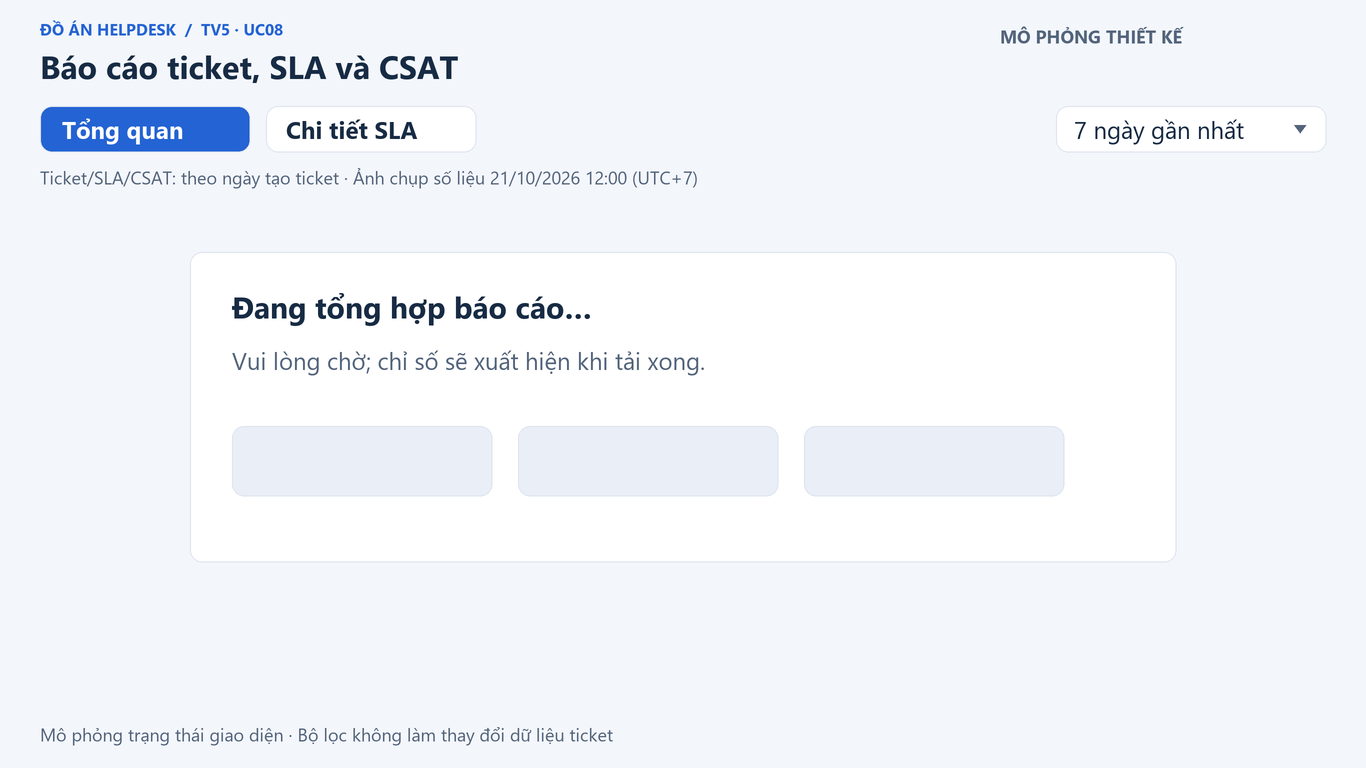 ĐỒ ÁN HELPDESK / TV5 · UC08
MÔ PHỎNG THIẾT KẾ
Báo cáo ticket, SLA và CSAT
Tổng quan
Chi tiết SLA
7 ngày gần nhất
Ticket/SLA/CSAT: theo ngày tạo ticket · Ảnh chụp số liệu 21/10/2026 12:00 (UTC+7)
Đang tổng hợp báo cáo...
Vui lòng chờ; chỉ số sẽ xuất hiện khi tải xong.
Mô phỏng trạng thái giao diện · Bộ lọc không làm thay đổi dữ liệu ticket